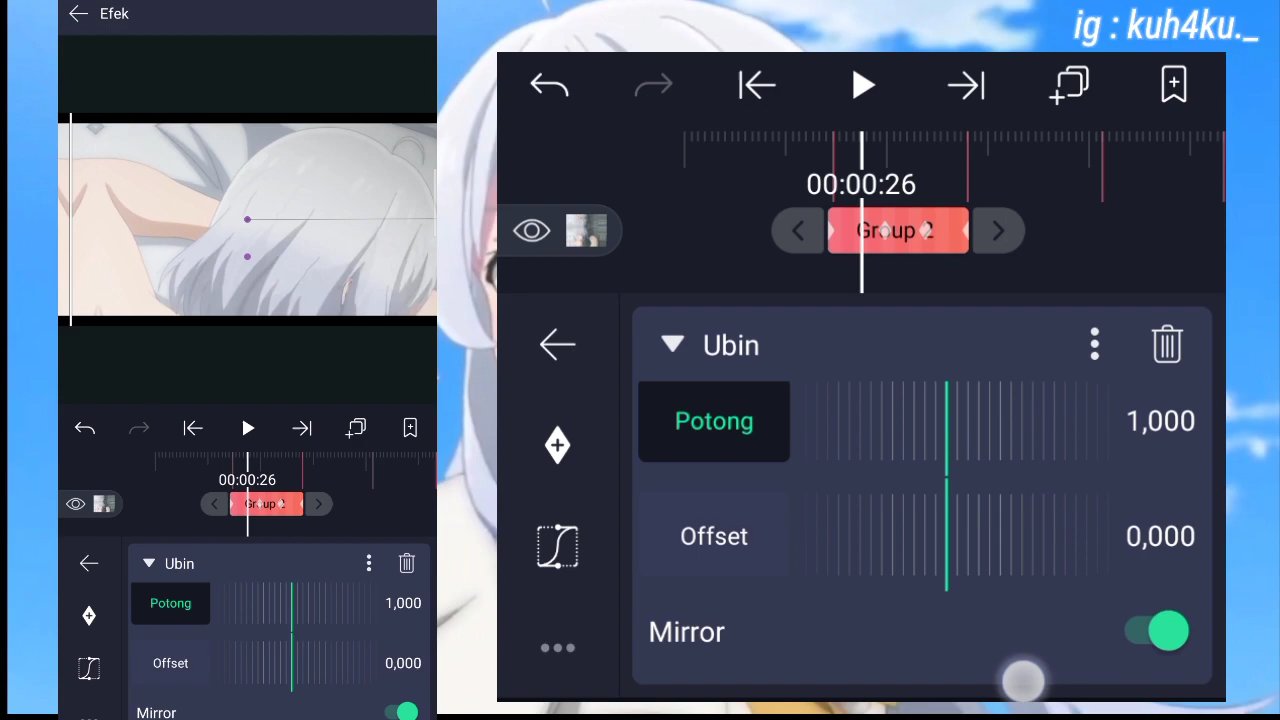 Efek
00:00:26
Group 2
Ubin
Potong
1,000
Offset
0,000
Mirror
ig : kuh4ku._
00:00:26
Group 2
Ubin
Potong
1,000
Offset
0,000
Mirror